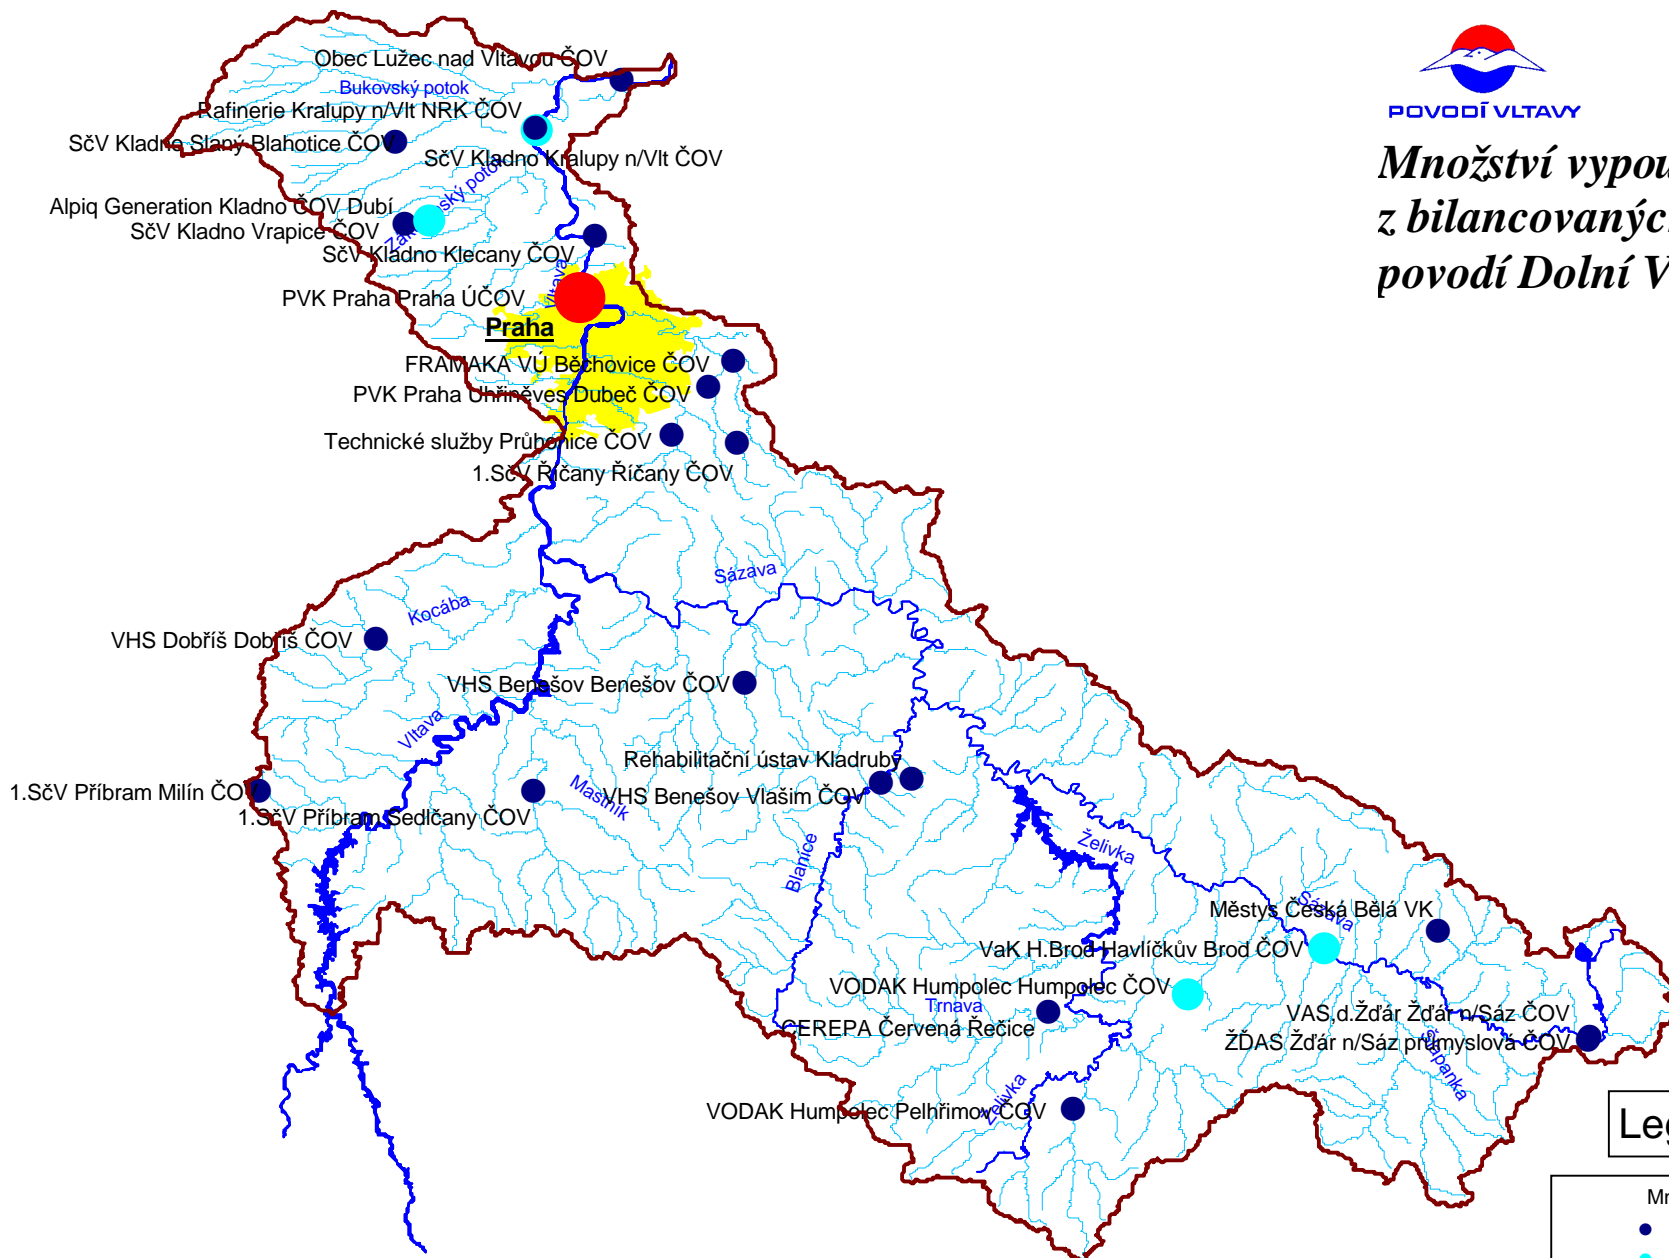 POVODÍ VLTAVY
Množství
z bilancovaných
povodí Dolní
Obec Lužec nad Vltavou ČOV
Bukovský potok
Rafinerie Kralupy n/Vlt NRK ČOV
SčV Kladno Slaný Blahotice ČOV
SčV Kladno Kralupy n/Vlt ČOV
potok
Alpiq Generation Kladno ČOV Dubí
SčV Kladno Vrapice ČOV
SčV Kladno Klecany ČOV
Vltava
PVK Praha Praha ÚČOV
Praha
FRAMAKA VÚ Běchovice ČOV
PVK Praha Uhříněves Dubeč ČOV
Technické služby Průhonice ČOV
1.SčV Říčany Říčany ČOV
Sázava
Kocába
VHS Dobříš Dobříš ČOV
VHS Benešov Benešov ČOV
Vltava
Rehabilitační ústav Kladruby
VHS Benešov Vlašim ČOV
1.SčV Příbram Milín ČOV
Mastník
1.SčV Příbram Sedlčany ČOV
Blanice
Želivka
Sázava
Městys Česká Bělá VK
VaK H.Brod Havlíčkův Brod ČOV
VODAK Humpolec Humpolec ČOV
Trnava
CEREPA Červená Řečice
VAS,d.Žďár Žďár n/Sáz ČOV
ŽĎAS Žďár n/Sáz průmyslová ČOV
Šlapanka
Želivka
VODAK Humpolec Pelhřimov ČOV